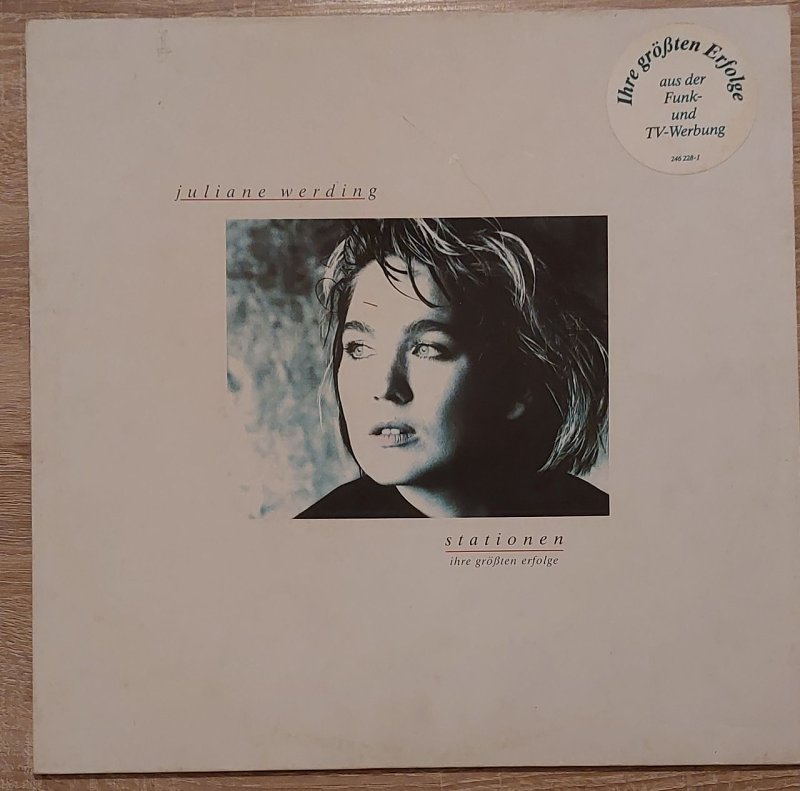 Ihre größten Erfolge
aus der
Funk-
und
TV-Werbung
246 228-1
juliane werding
stationen
ihre größten erfolge